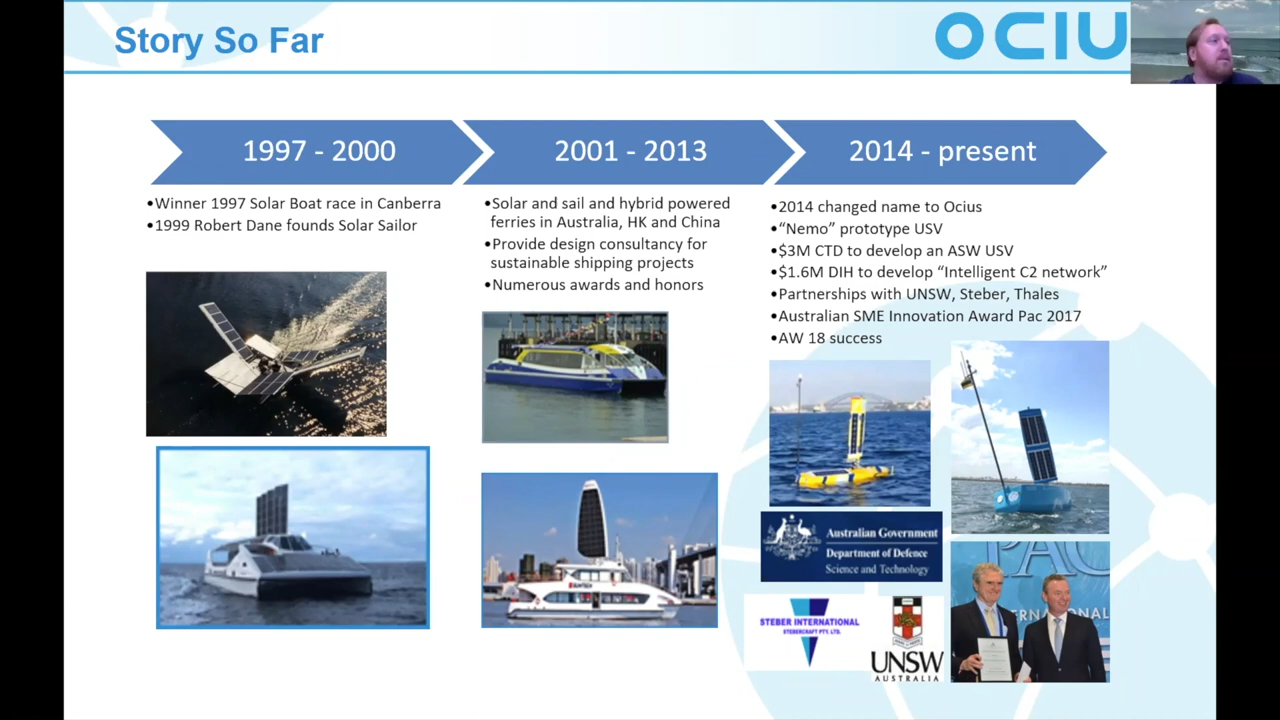 Story So Far
OCIU
1997 - 2000
2001 - 2013
2014 - present
•Winner 1997 Solar Boat race in Canberra
•1999 Robert Dane founds Solar Sailor
•Solar and sail and hybrid powered
ferries in Australia, HK and China
•Provide design consultancy for
sustainable shipping projects
•Numerous awards and honors
•2014 changed name to Ocius
•“Nemo” prototype USV
•$3M CTD to develop an ASW USV
•$1.6M DIH to develop “Intelligent C2 network”
•Partnerships with UNSW, Steber, Thales
•Australian SME Innovation Award Pac 2017
•AW 18 success
Australian Government
Department of Defence
Science and Technology
STEBER INTERNATIONAL
STEBERCRAFT PTY. LTD.
UNSW
AUSTRALIA
PAC
ERNATIONAL